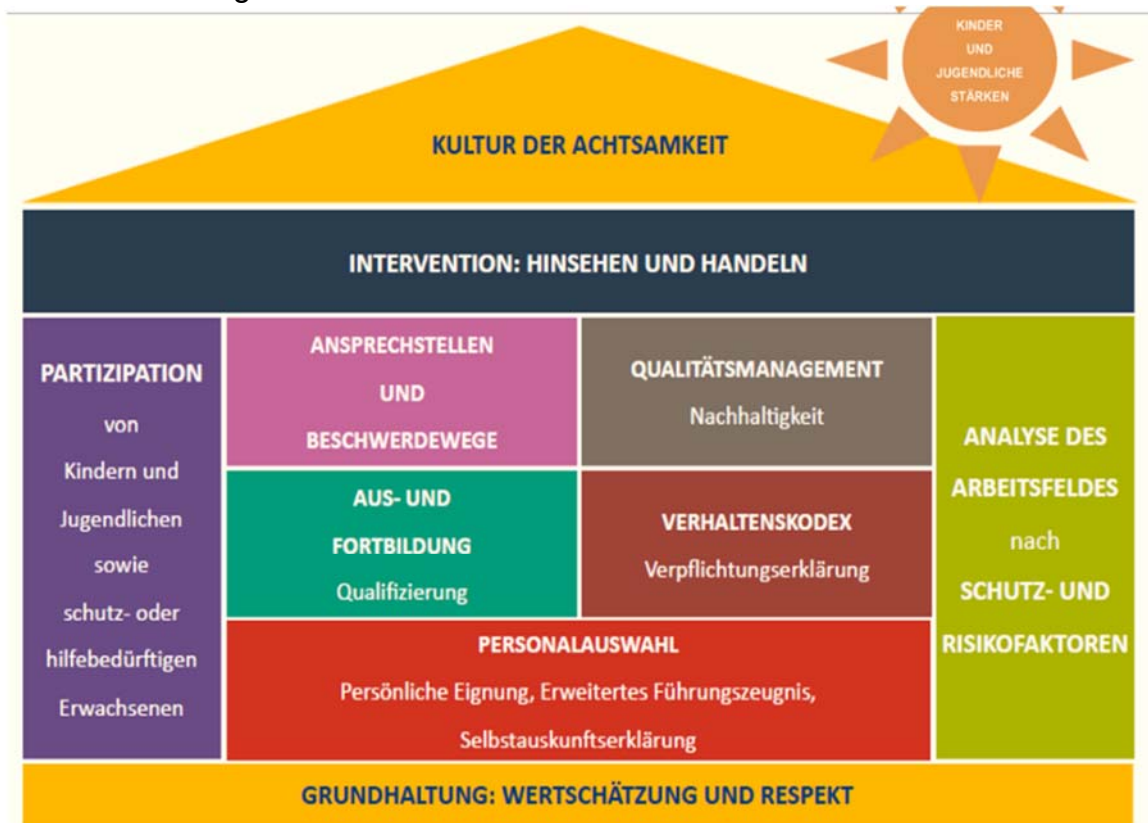 KINDER
UND
JUGENDLICHE
STÄRKEN
KULTUR DER ACHTSAMKEIT
INTERVENTION: HINSEHEN UND HANDELN
PARTIZIPATION
von
Kindern und
Jugendlichen
sowie
schutz- oder
hilfebedürftigen
Erwachsenen
ANSPRECHSTELLEN
UND
BESCHWERDEWEGE
QUALITÄTSMANAGEMENT
Nachhaltigkeit
AUS- UND
FORTBILDUNG
Qualifizierung
VERHALTENSKODEX
Verpflichtungserklärung
PERSONALAUSWAHL
Persönliche Eignung, Erweitertes Führungszeugnis,
Selbstauskunftserklärung
ANALYSE DES
ARBEITSFELDES
nach
SCHUTZ- UND
RISIKOFAKTOREN
GRUNDHALTUNG: WERTSCHÄTZUNG UND RESPEKT